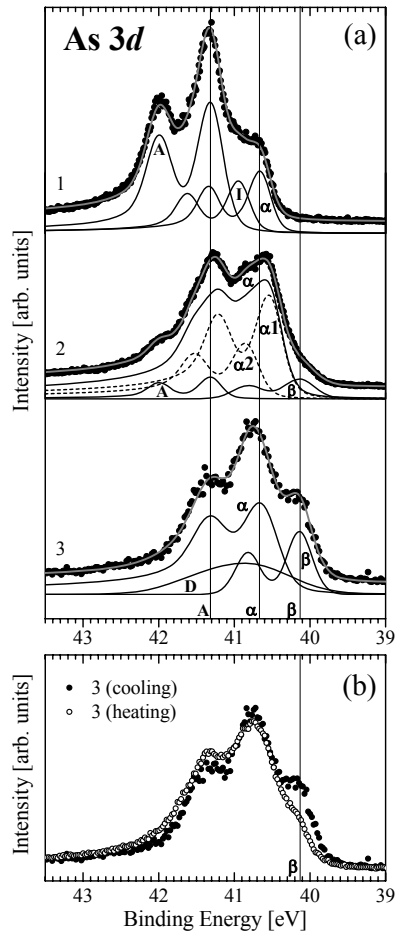 As 3d
(a)
A
I
α
1
α
α1
α2
A
β
2
α
β
D
3
A α β
43 42 41 40 39
Intensity [arb. units]
(b)
3 (cooling)
3 (heating)
β
Intensity [arb. units]
43 42 41 40 39
Binding Energy [eV]